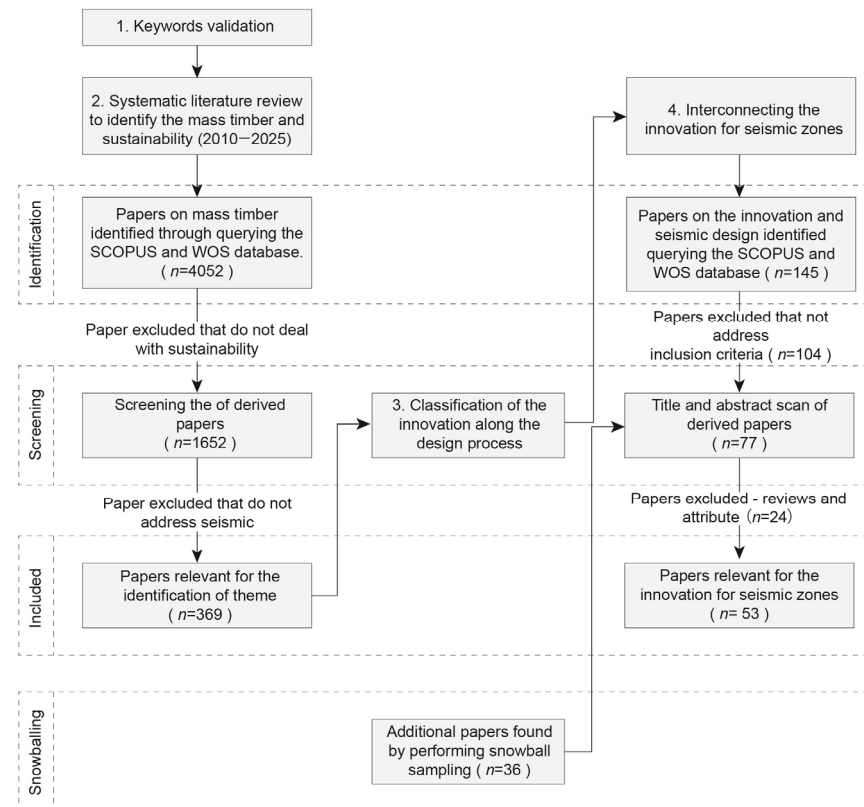 1. Keywords validation
2. Systematic literature review
to identify the mass timber and
sustainability (2010−2025)
Identification
Papers on mass timber
identified through querying the
SCOPUS and WOS database.
( n=4052 )
Paper excluded that do not deal
with sustainability
Screening
Screening the of derived
papers
( n=1652 )
Paper excluded that do not
address seismic
Included
Papers relevant for the
identification of theme
( n=369 )
3. Classification of the
innovation along the
design process
4. Interconnecting the
innovation for seismic zones
Papers on the innovation and
seismic design identified
querying the SCOPUS and
WOS database ( n=145 )
Papers excluded that not
address
inclusion criteria ( n=104 )
Title and abstract scan of
derived papers
( n=77 )
Papers excluded - reviews and
attribute (n=24)
Papers relevant for the
innovation for seismic zones
( n= 53 )
Snowballing
Additional papers found
by performing snowball
sampling ( n=36 )